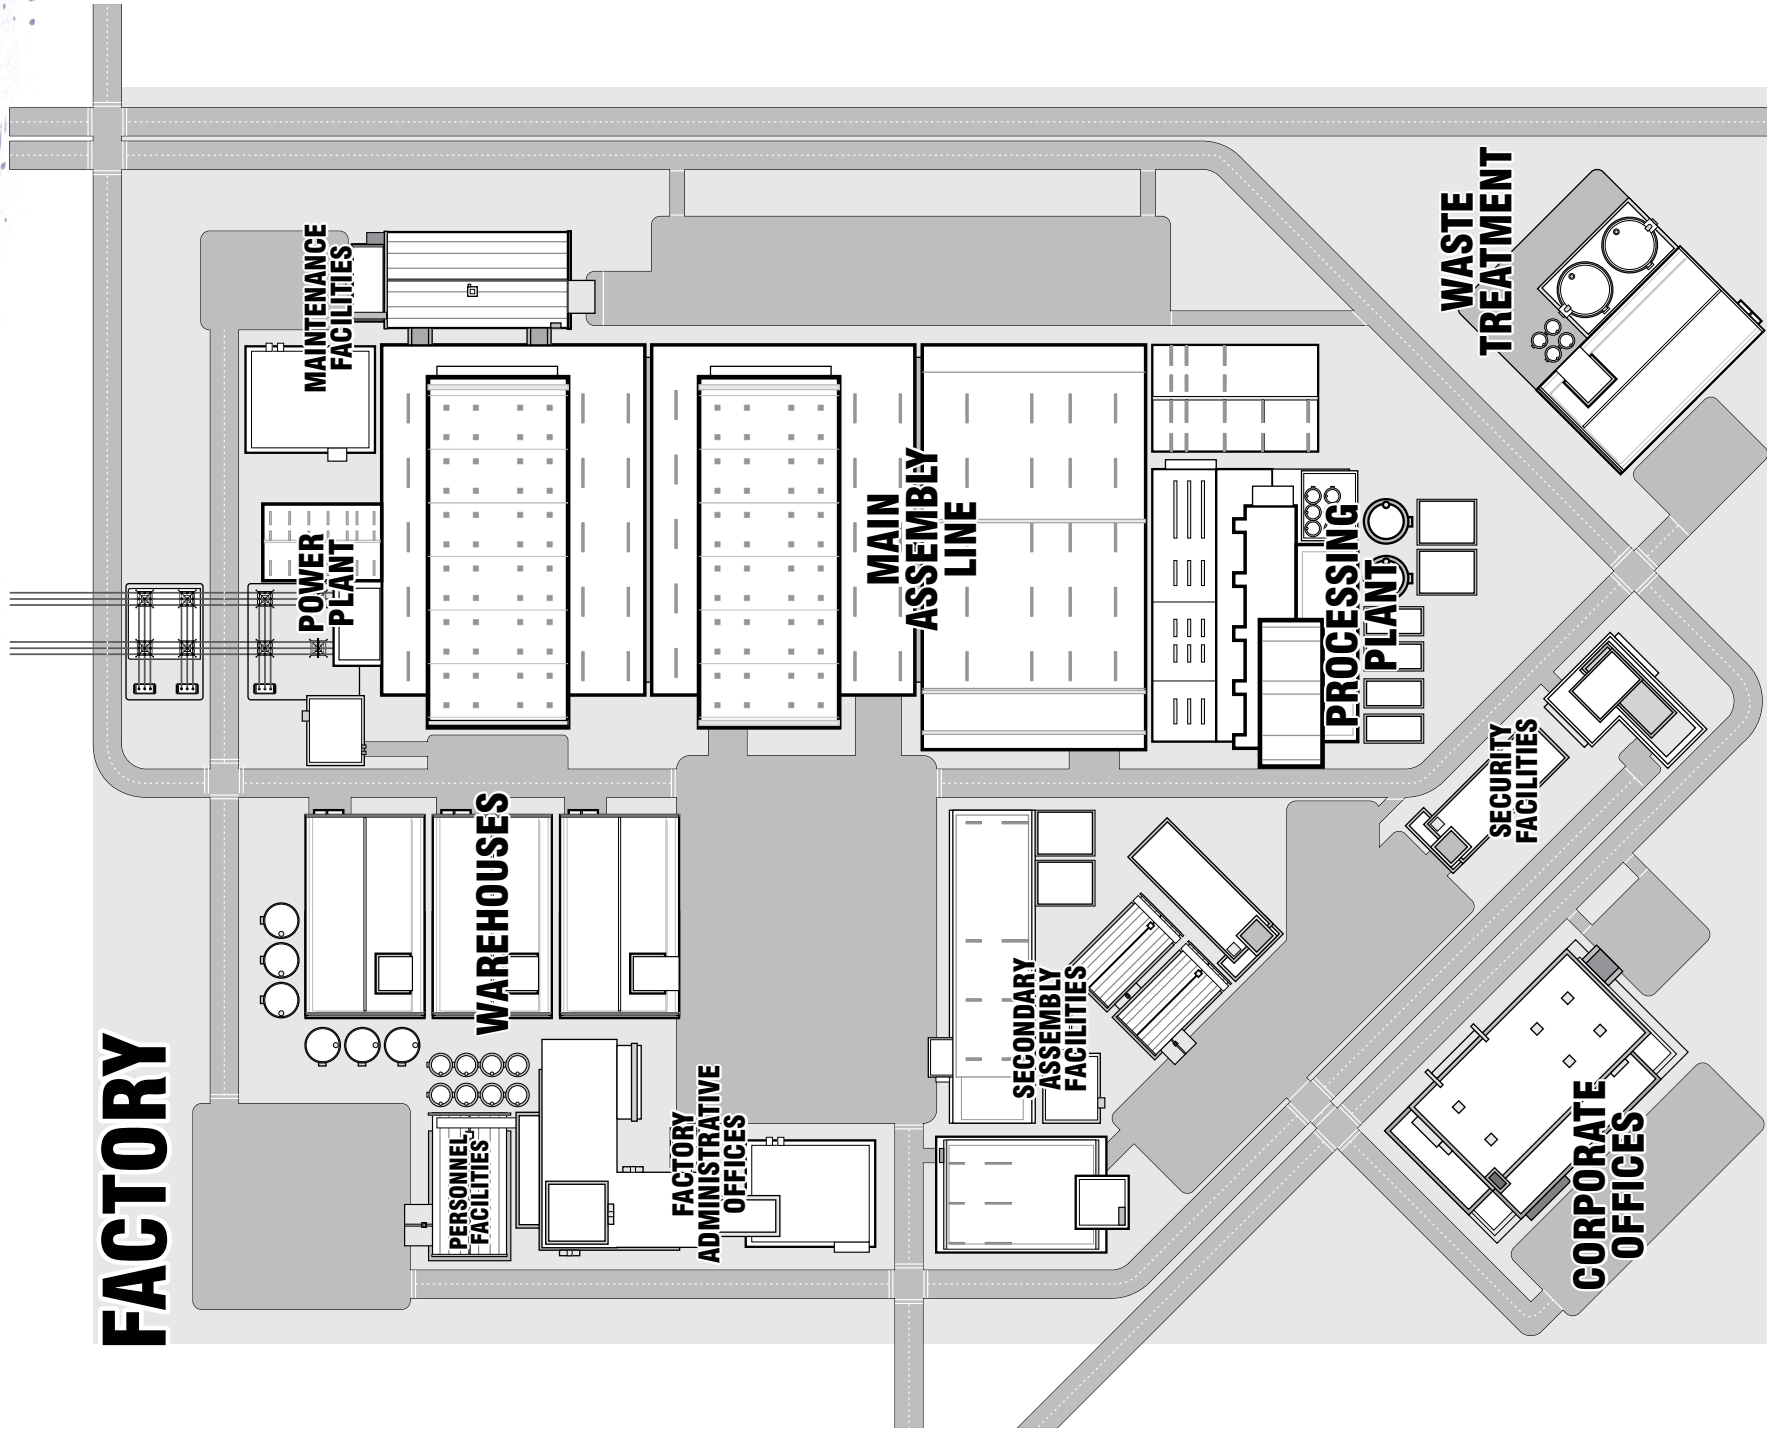 FACTORY
MAINTENANCE
FACILITIES
POWER
PLANT
MAIN
ASSEMBLY
LINE
PROCESSING
PLANT
WASTE
TREATMENT
SECURITY
FACILITIES
WAREHOUSES
SECONDARY
ASSEMBLY
FACILITIES
PERSONNEL
FACILITIES
FACTORY
ADMINISTRATIVE
OFFICES
CORPORATE
OFFICES